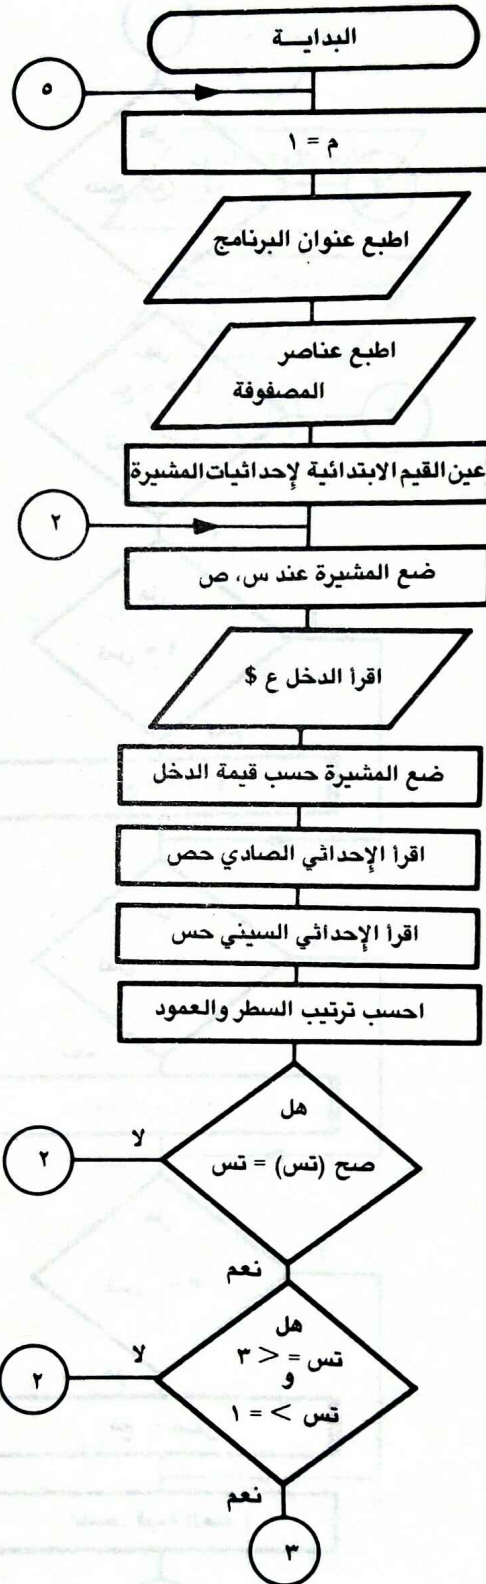 البدايـــة
٥
م = ١
اطبع عنوان البرنامج
اطبع عناصر
المصفوفة
عين القيم الابتدائية لإحداثيات المشيرة
٢
ضع المشيرة عند س، ص
اقرأ الدخل ع $
ضع المشيرة حسب قيمة الدخل
اقرأ الإحداثي الصادي حص
اقرأ الإحداثي السيني حس
احسب ترتيب السطر والعمود
هل
صح (تس) = تس
لا
٢
نعم
هل
تس = < ٣
و
تس > = ١
لا
٢
نعم
٣